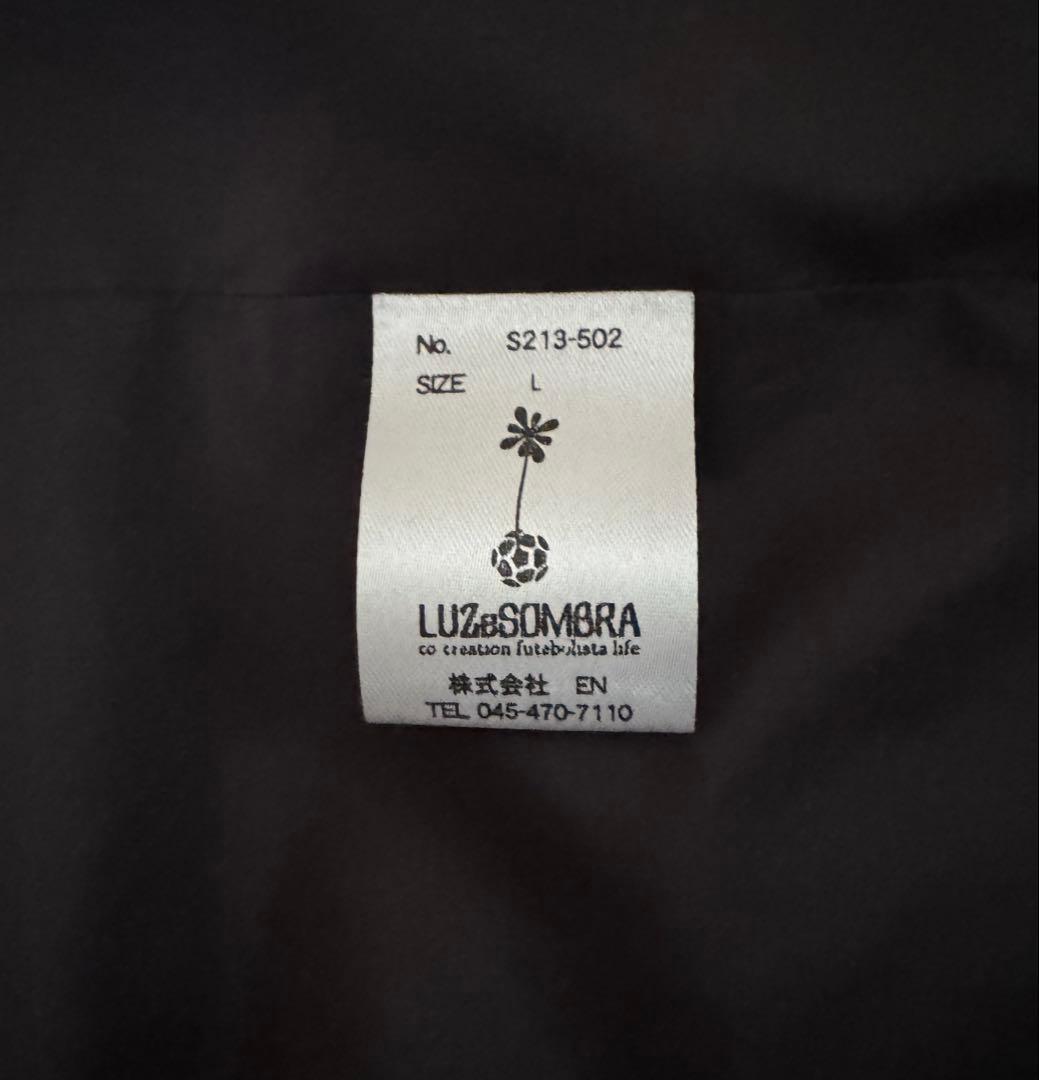 No. S213-502
SIZE L
LUZeSOMBRA
co creation futebolista life
株式会社 EN
TEL 045-470-7110